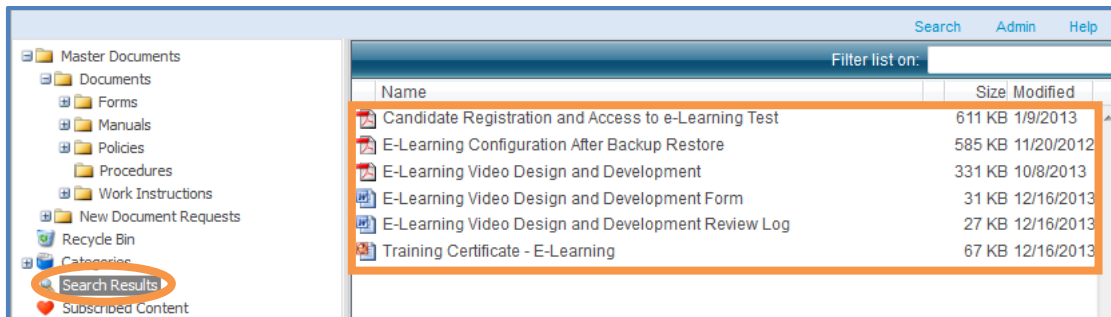 Search Admin Help
Master Documents
Documents
Forms
Manuals
Policies
Procedures
Work Instructions
New Document Requests
Recycle Bin
Categories
Search Results
Subscribed Content
Filter list on:
Name Size Modified
Candidate Registration and Access to e-Learning Test 611 KB 1/9/2013
E-Learning Configuration After Backup Restore 585 KB 11/20/2012
E-Learning Video Design and Development 331 KB 10/8/2013
E-Learning Video Design and Development Form 31 KB 12/16/2013
E-Learning Video Design and Development Review Log 27 KB 12/16/2013
Training Certificate - E-Learning 67 KB 12/16/2013